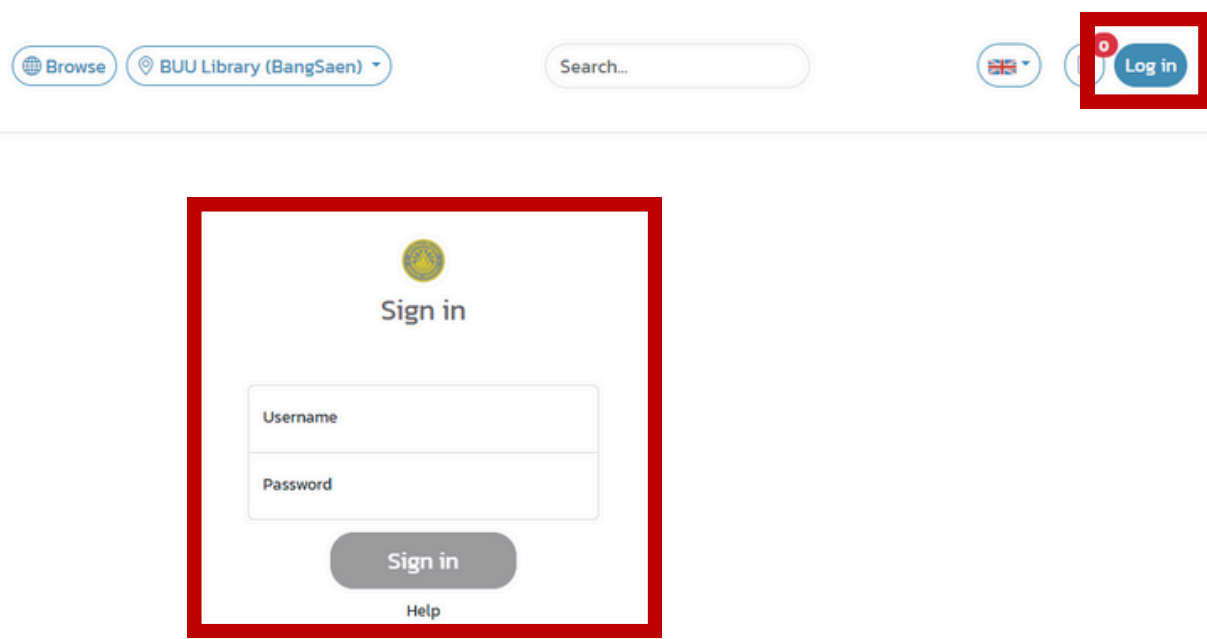 Browse
BUU Library (BangSaen)
Search...
0
Log in
Sign in
Username
Password
Sign in
Help